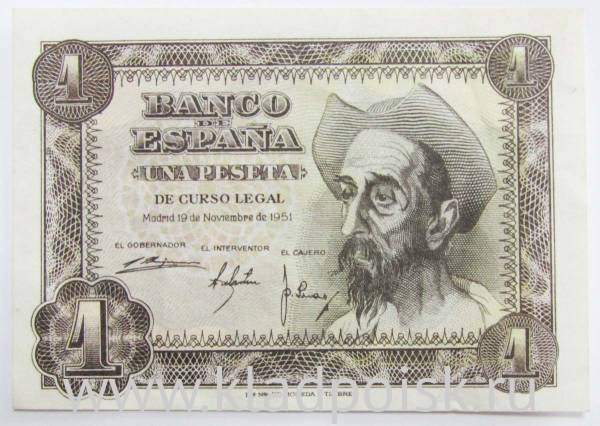 1 1
BANCO
DE
ESPAÑA
UNA PESETA
DE CURSO LEGAL
Madrid 19 de Noviembre de 1951
EL GOBERNADOR EL INTERVENTOR EL CAJERO
1 1
www.kladpoisk.ru